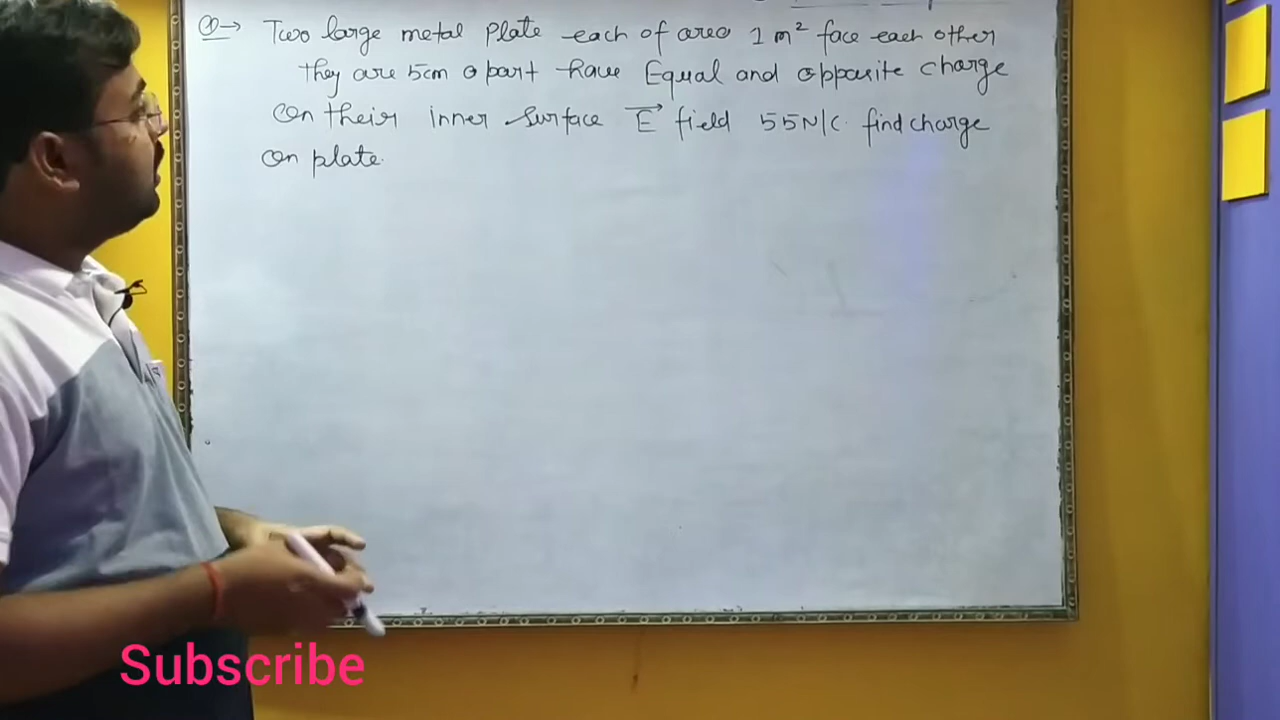 Q→ Two large metal plate each of area 1 m² face each other
they are 5cm apart have Equal and opposite charge
on their inner surface E⃗ field 55N/C. find charge
on plate.
Subscribe